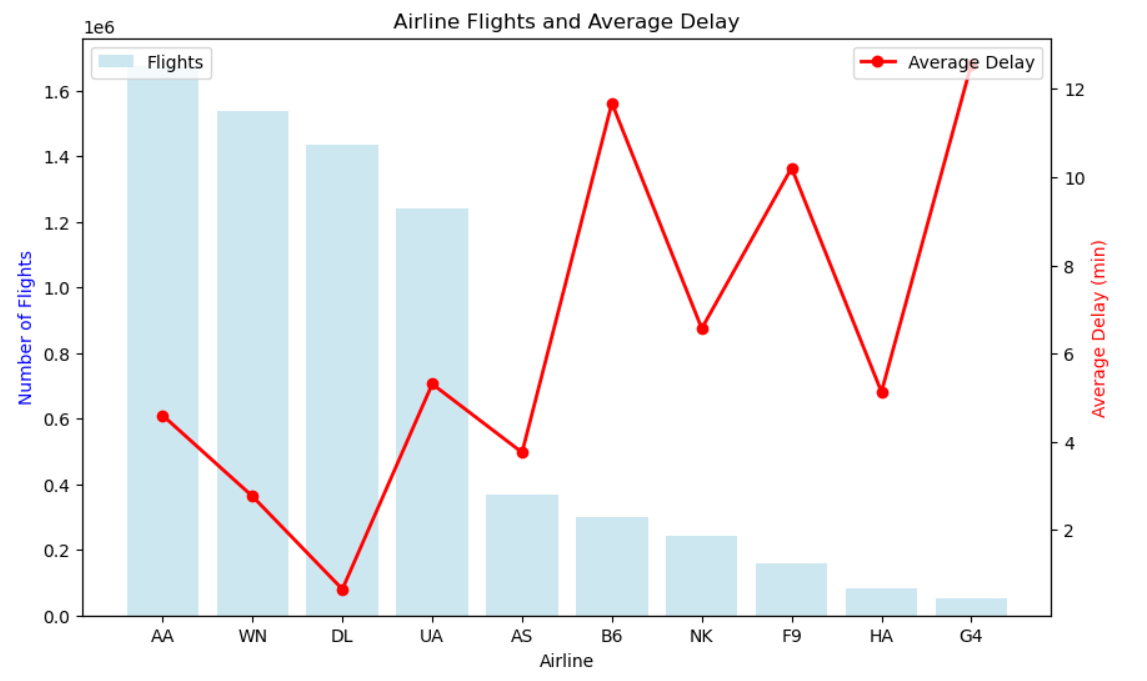 Airline Flights and Average Delay
1e6
Flights
Average Delay
1.6
1.4
1.2
1.0
0.8
0.6
0.4
0.2
0.0
Number of Flights
12
10
8
6
4
2
Average Delay (min)
AA WN DL UA AS B6 NK F9 HA G4
Airline